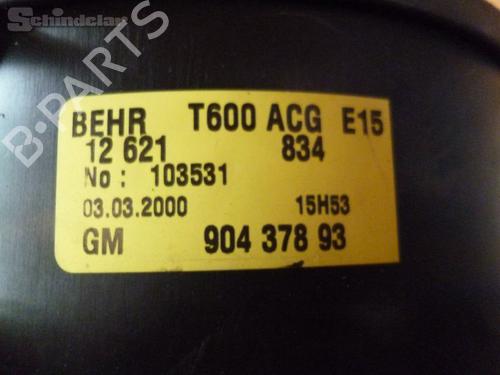 Schindelar
B-PARTS
BEHR T600 ACG E15
12 621 834
No : 103531
03.03.2000 15H53
GM 904 378 93